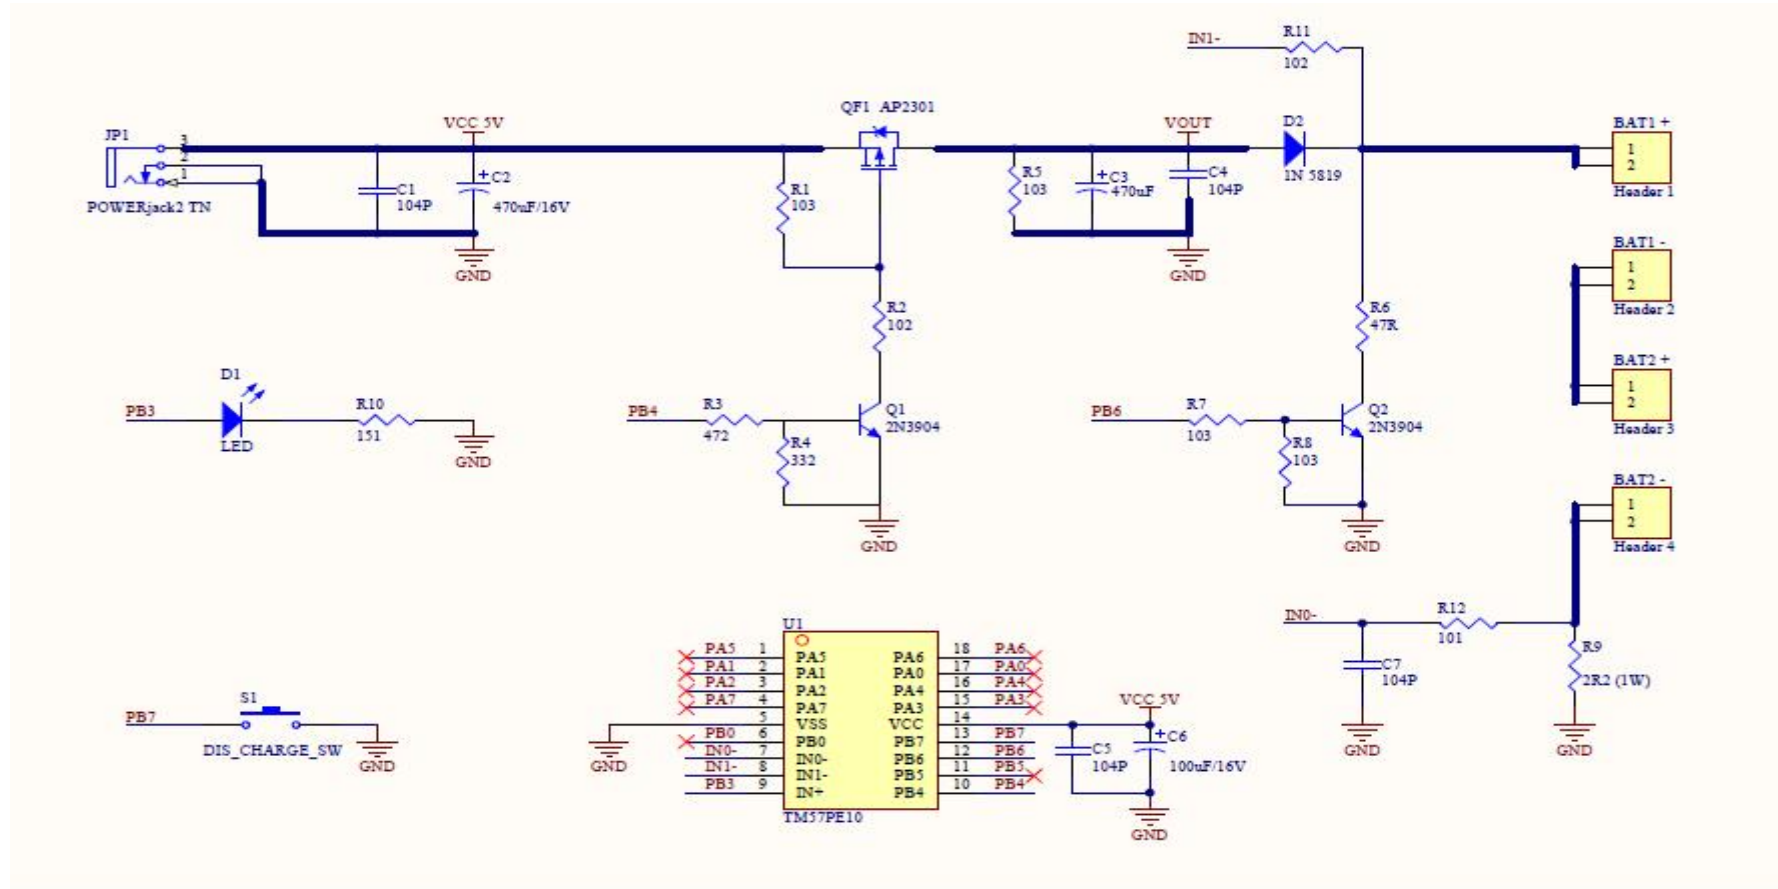 IN1-
R11
102
QF1 AP2301
JP1
3
2
1
POWERjack2 TN
VCC 5V
C1
104P
C2
470uF/16V
GND
R1
103
R2
102
VOUT
R5
103
C3
470uF
C4
104P
GND
D2
1N 5819
BAT1 +
1
2
Header 1
BAT1 -
1
2
Header 2
R6
47R
BAT2 +
1
2
Header 3
PB3
D1
LED
R10
151
GND
PB4
R3
472
R4
332
Q1
2N3904
GND
PB6
R7
103
R8
103
Q2
2N3904
GND
BAT2 -
1
2
Header 4
IN0-
R12
101
C7
104P
GND
R9
2R2 (1W)
GND
PB7
S1
DIS_CHARGE_SW
GND
U1
PA5 1 PA5 PA6 18 PA6
PA1 2 PA1 PA0 17 PA0
PA2 3 PA2 PA4 16 PA4
PA7 4 PA7 PA3 15 PA3
5 VSS VCC 14
PB0 6 PB0 PB7 13 PB7
IN0- 7 IN0- PB6 12 PB6
IN1- 8 IN1- PB5 11 PB5
PB3 9 IN+ PB4 10 PB4
TM57PE10
GND
VCC 5V
C5
104P
C6
100uF/16V
GND